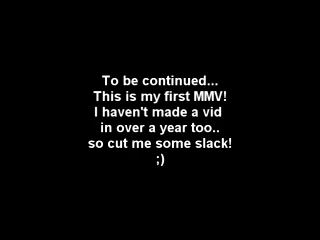 To be continued...
This is my first MMV!
I haven't made a vid
in over a year too..
so cut me some slack!
;)